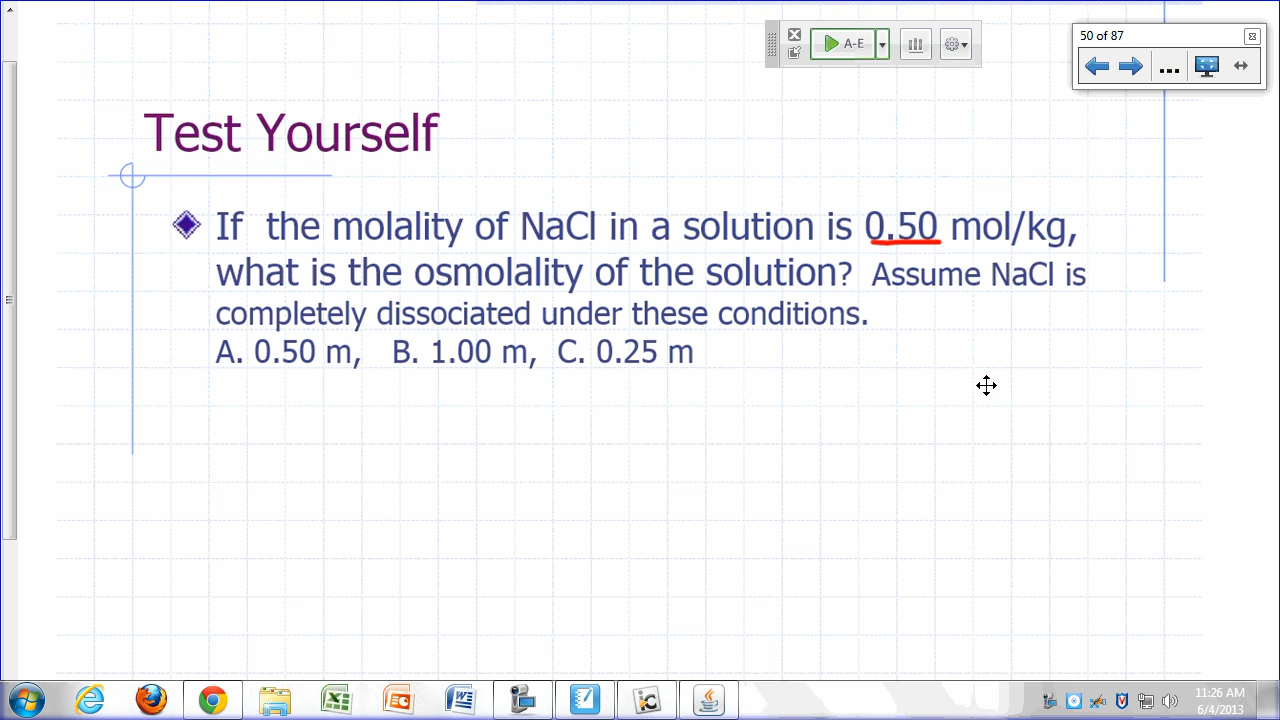 A-E
50 of 87
...
Test Yourself
If the molality of NaCl in a solution is 0.50 mol/kg,
what is the osmolality of the solution? Assume NaCl is
completely dissociated under these conditions.
A. 0.50 m, B. 1.00 m, C. 0.25 m
11:26 AM
6/4/2013